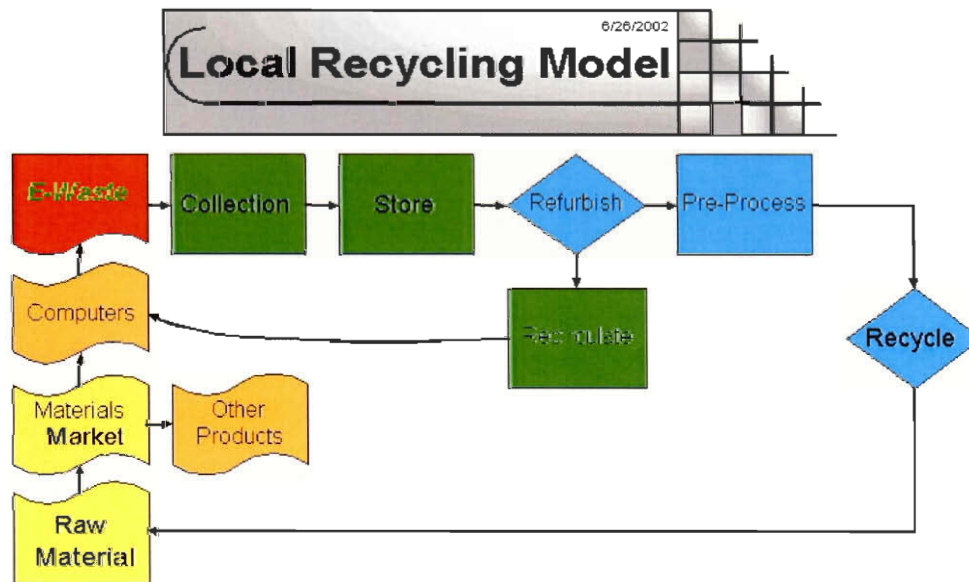 6/26/2002
Local Recycling Model
E-Waste
Collection
Store
Refurbish
Pre-Process
Computers
Recirculate
Recycle
Materials
Market
Other
Products
Raw
Material